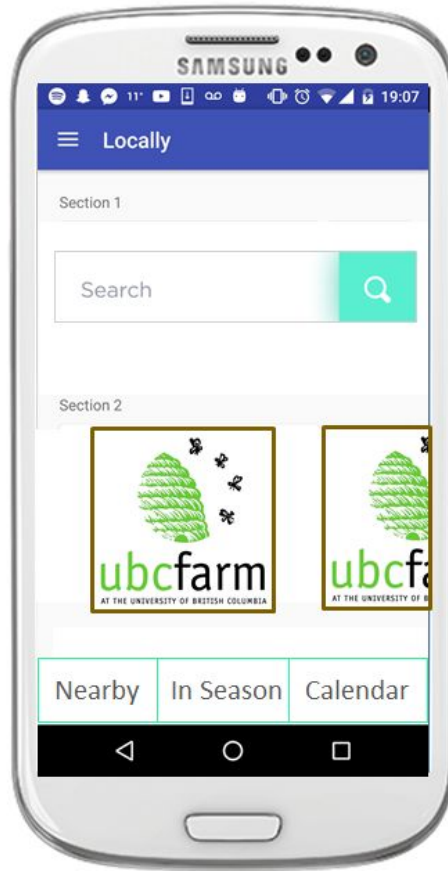 SAMSUNG
11° 19:07
Locally
Section 1
Search
Section 2
ubcfarm
AT THE UNIVERSITY OF BRITISH COLUMBIA
ubcfa
AT THE UNIVERSITY OF B
Nearby In Season Calendar